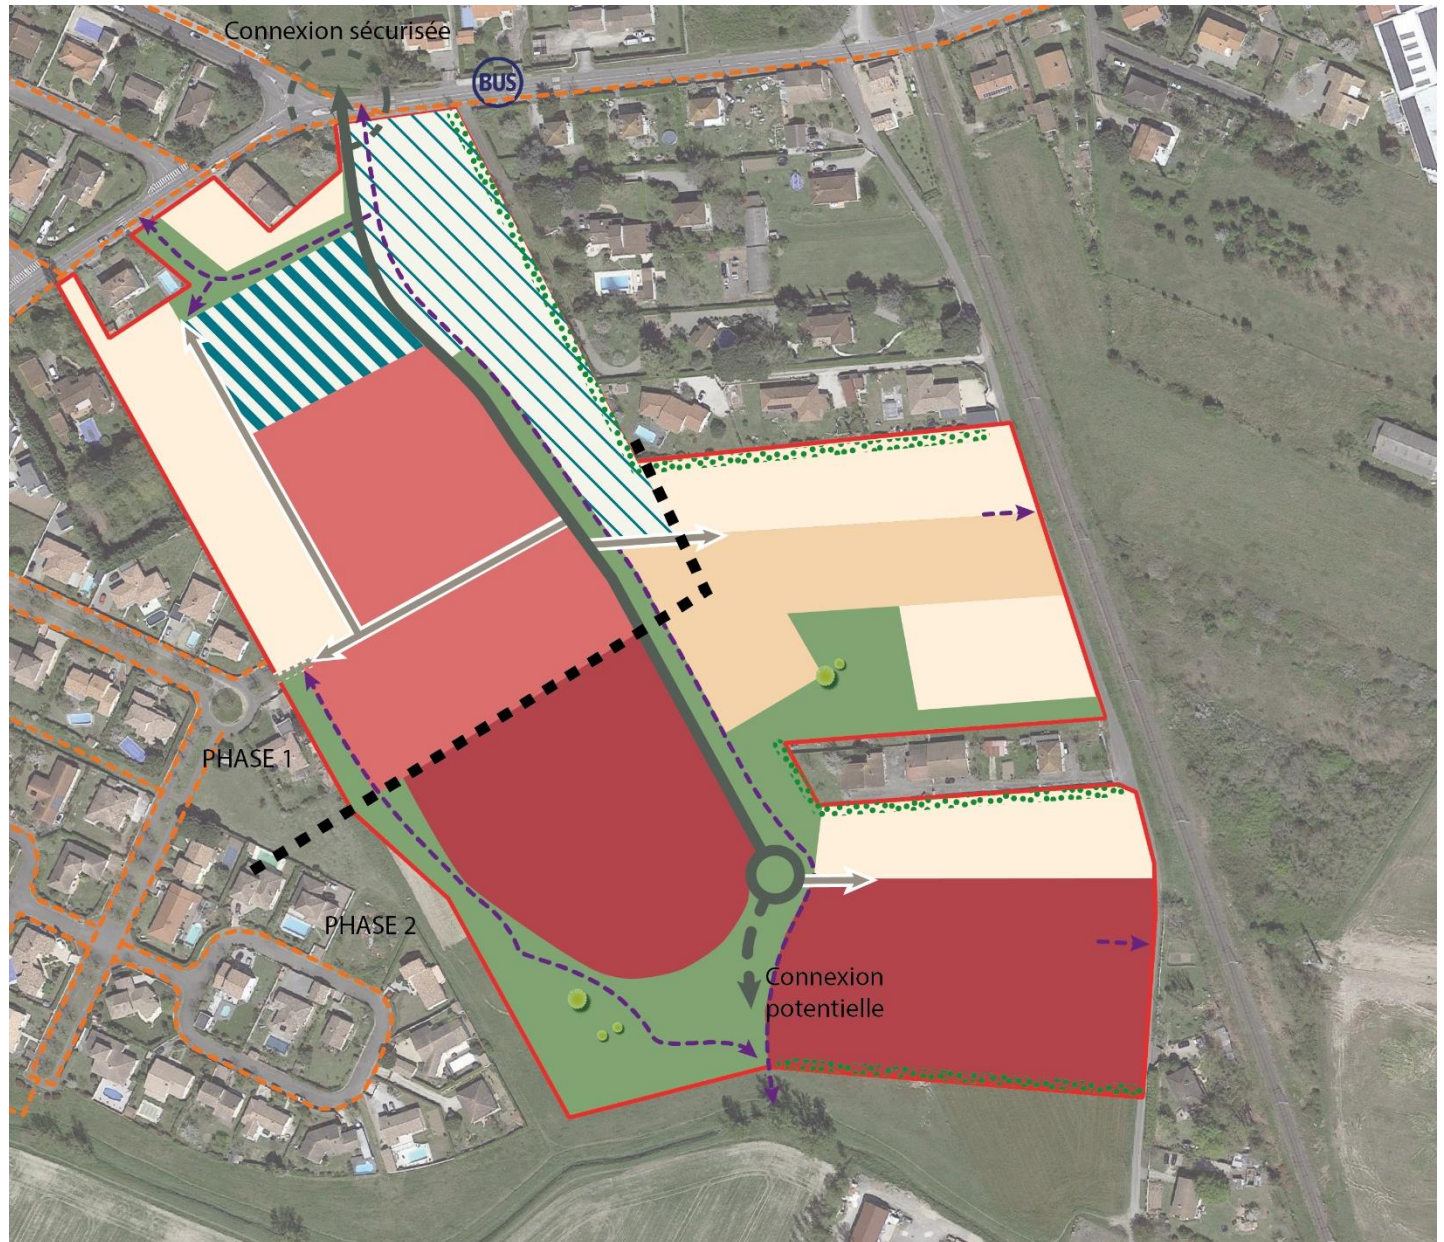 Connexion sécurisée
BUS
PHASE 1
PHASE 2
Connexion
potentielle